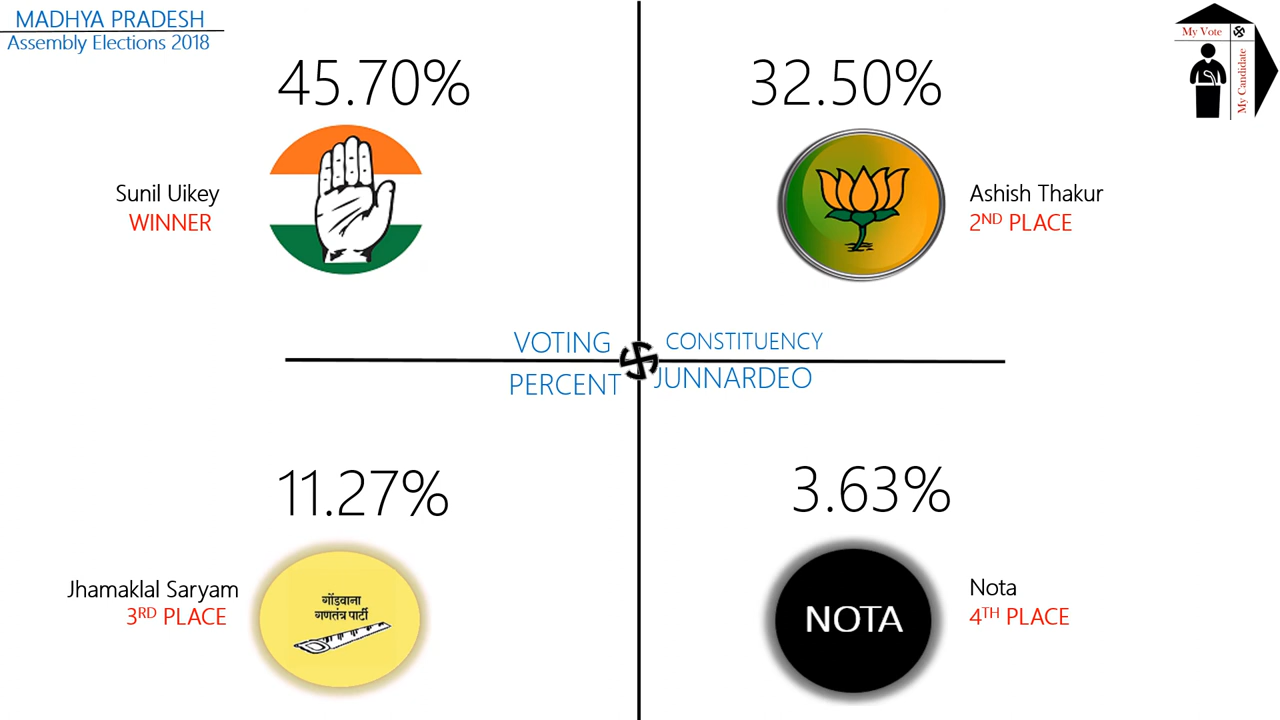 MADHYA PRADESH
Assembly Elections 2018
My Vote
My Candidate
45.70%
Sunil Uikey
WINNER
32.50%
Ashish Thakur
2ND PLACE
VOTING
PERCENT
CONSTITUENCY
JUNNARDEO
11.27%
Jhamaklal Saryam
3RD PLACE
गोंडवाना
गणतंत्र पार्टी
3.63%
NOTA
Nota
4TH PLACE